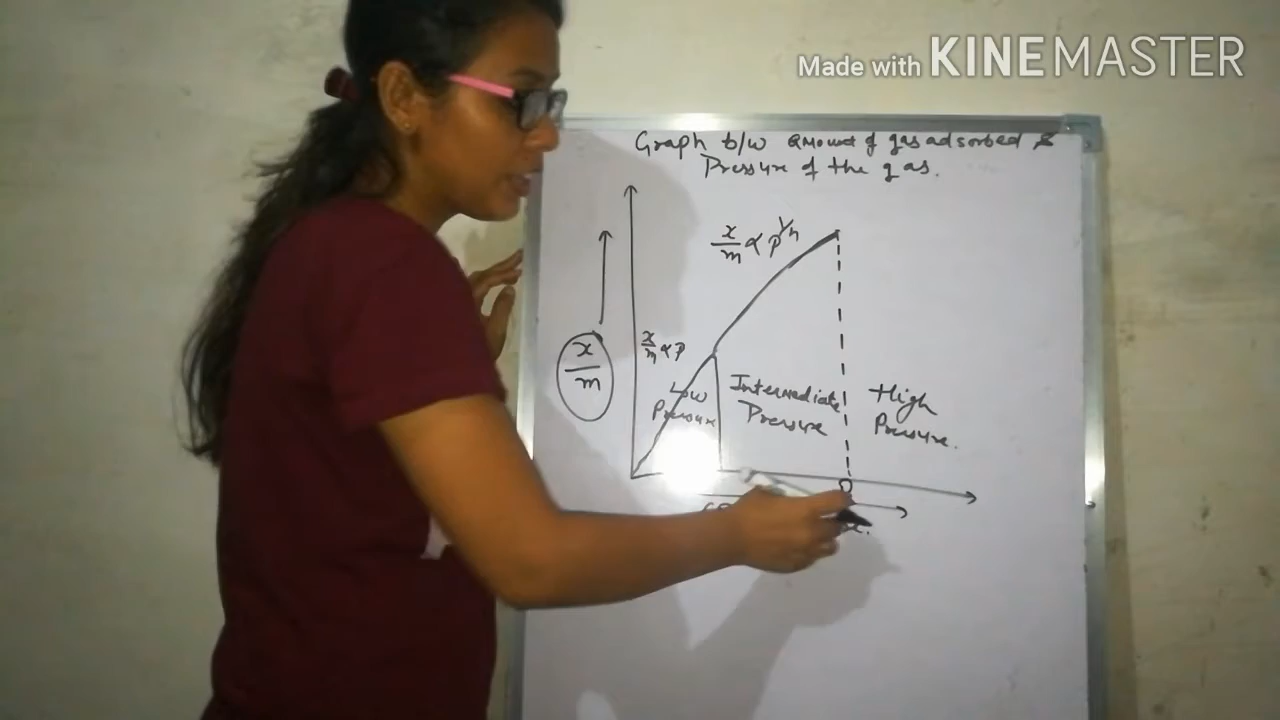 Made with KINEMASTER
Graph b/w Amount of gas adsorbed &
Pressure of the gas.
x/m ∝ p^1/n
x/m ∝ p
x/m
Low
Pressure
Intermediate
Pressure
High
Pressure.